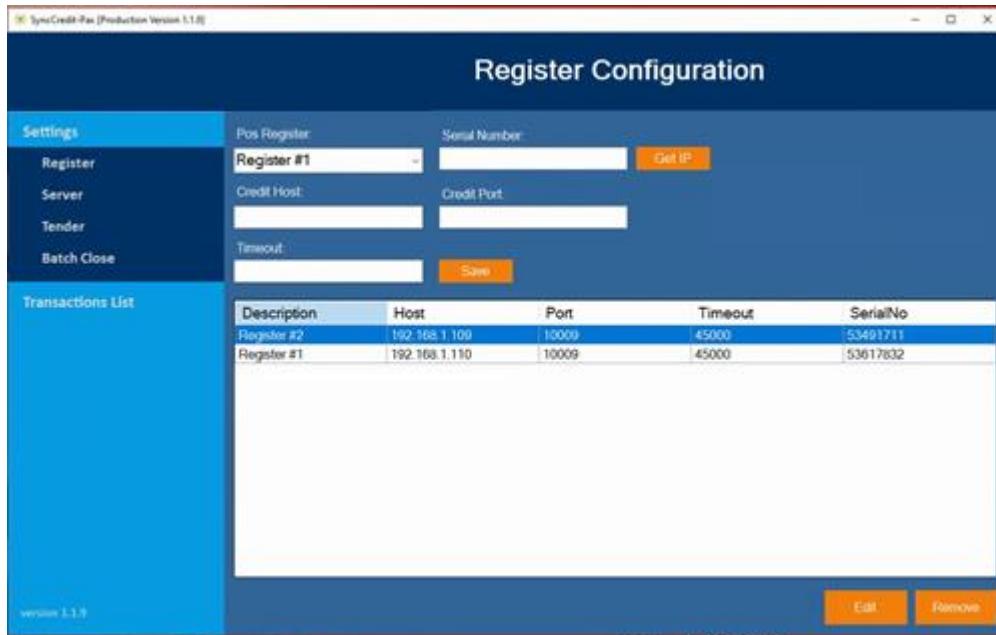 SyncCredit-Pax [Production Version 1.1.8]
Register Configuration
Settings
Register
Server
Tender
Batch Close
Transactions List
Pos Register: Serial Number:
Register #1 Get IP
Credit Host: Credit Port:
Timeout:
Save
Description Host Port Timeout SerialNo
Register #2 192.168.1.109 10009 45000 53491711
Register #1 192.168.1.110 10009 45000 53617832
version 1.1.9
Edit Remove